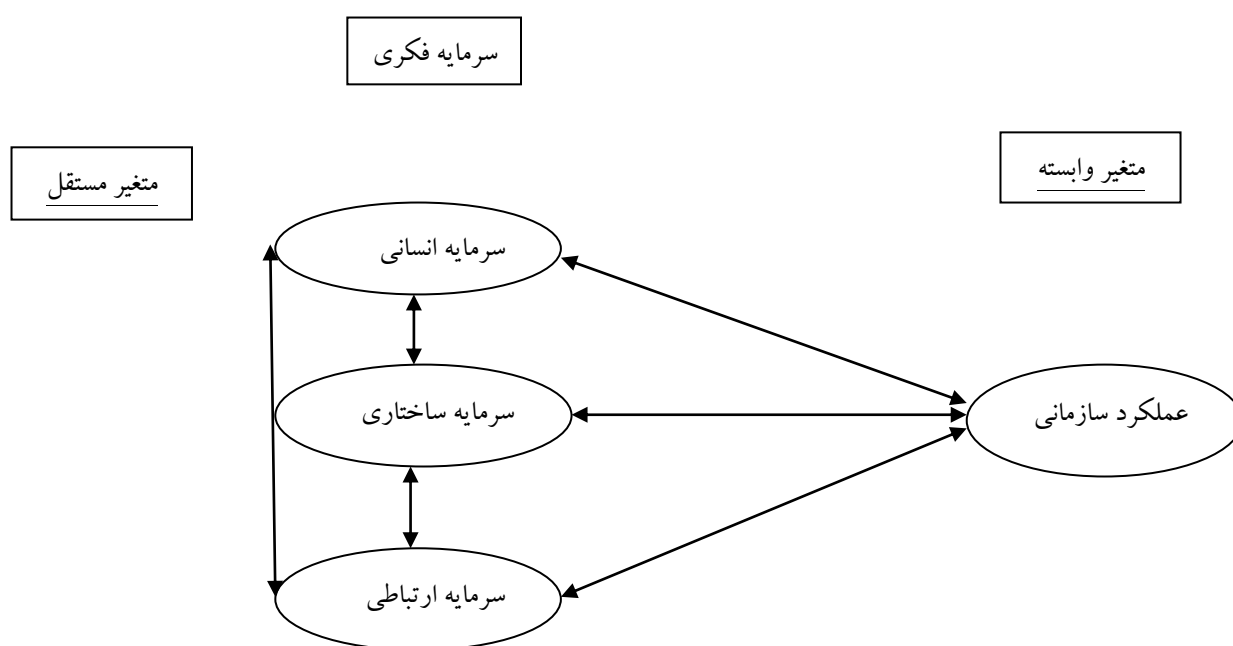 سرمایه فکری
متغیر وابسته
متغیر مستقل
سرمایه انسانی
سرمایه ساختاری
عملکرد سازمانی
سرمایه ارتباطی